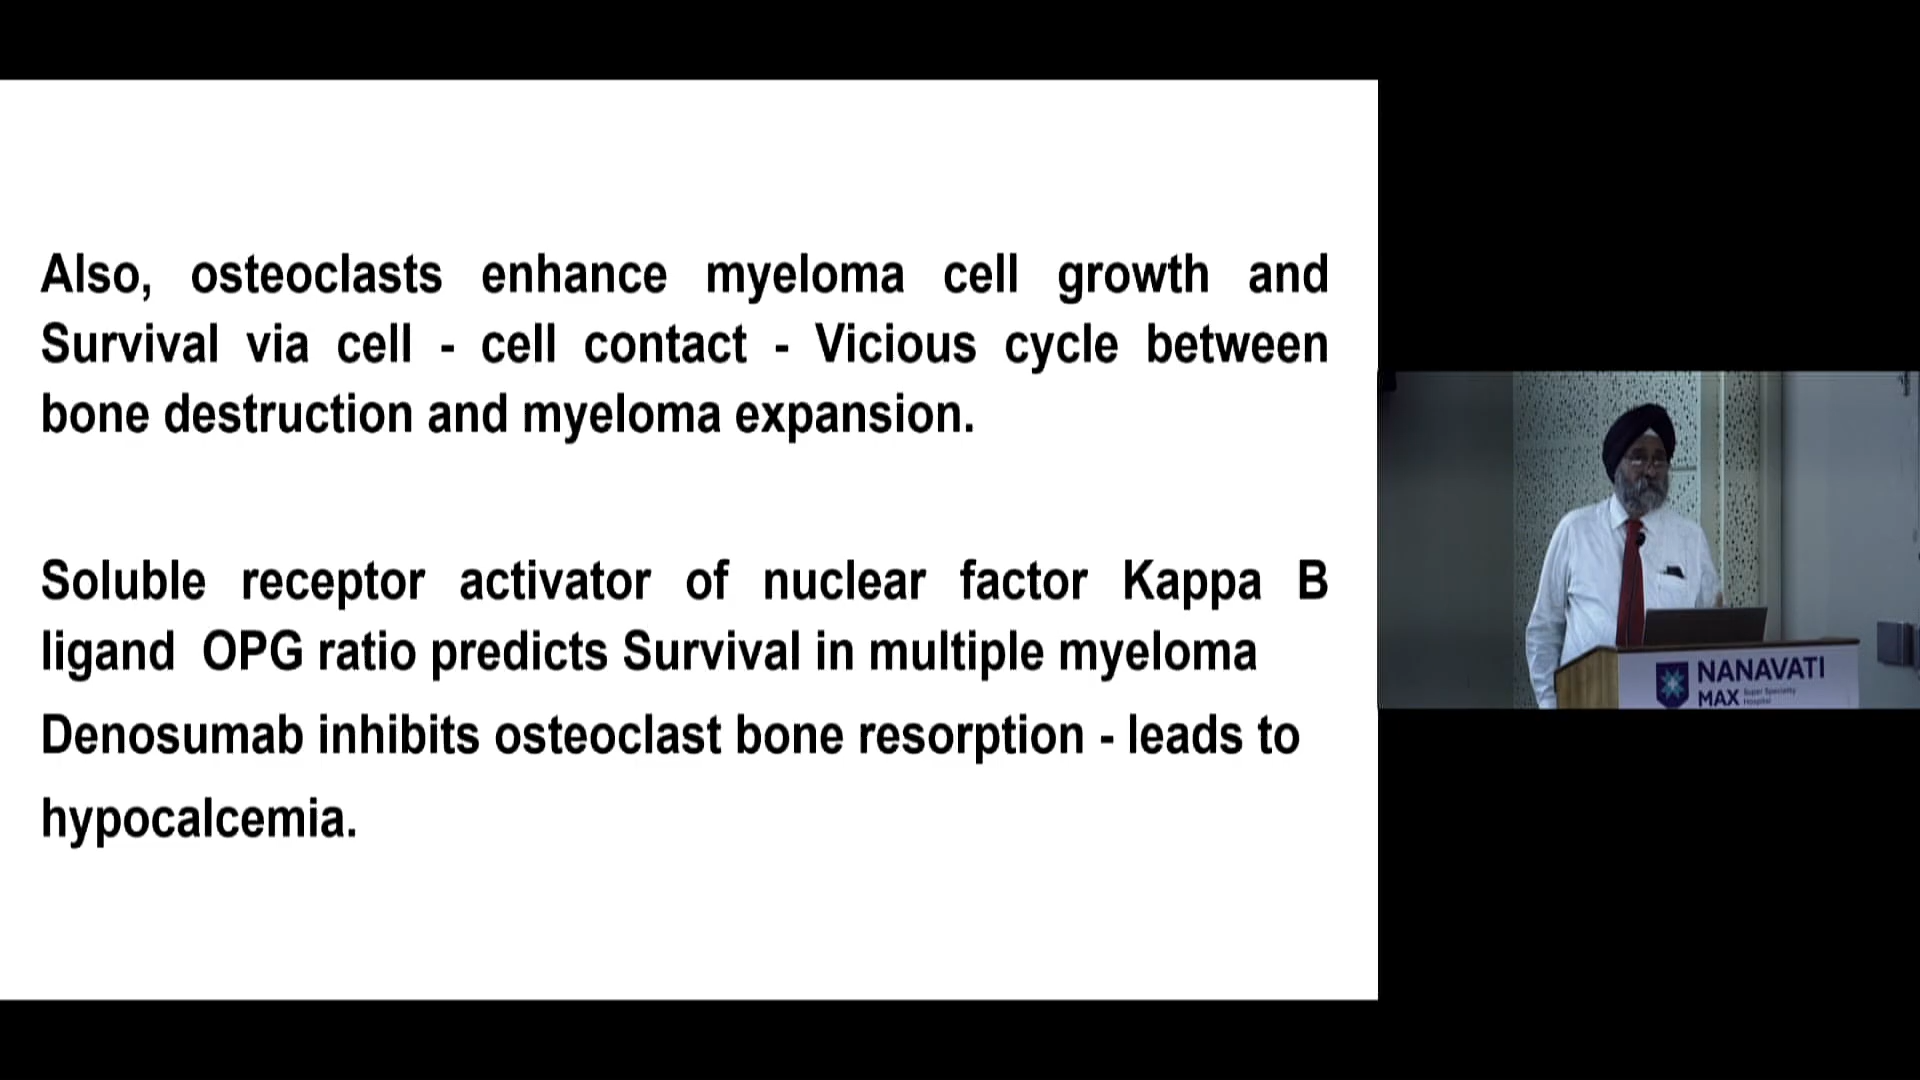 Also, osteoclasts enhance myeloma cell growth and
Survival via cell - cell contact - Vicious cycle between
bone destruction and myeloma expansion.
Soluble receptor activator of nuclear factor Kappa B
ligand OPG ratio predicts Survival in multiple myeloma
Denosumab inhibits osteoclast bone resorption - leads to
hypocalcemia.
NANAVATI
MAX Super Speciality
Hospital